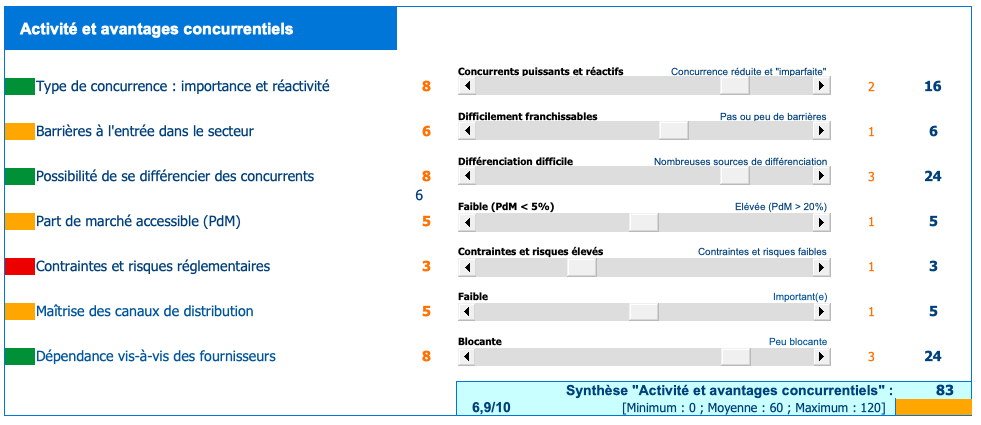 Activité et avantages concurrentiels
Concurrents puissants et réactifs Concurrence réduite et "imparfaite"
Type de concurrence : importance et réactivité 8 2 16
Difficilement franchissables Pas ou peu de barrières
Barrières à l'entrée dans le secteur 6 1 6
Différenciation difficile Nombreuses sources de différenciation
Possibilité de se différencier des concurrents 8 3 24
6
Faible (PdM < 5%) Elévée (PdM > 20%)
Part de marché accessible (PdM) 5 1 5
Contraintes et risques élevés Contraintes et risques faibles
Contraintes et risques réglementaires 3 1 3
Faible Important(e)
Maîtrise des canaux de distribution 5 1 5
Blocante Peu blocante
Dépendance vis-à-vis des fournisseurs 8 3 24
Synthèse "Activité et avantages concurrentiels" : 83
6,9/10 [Minimum : 0 ; Moyenne : 60 ; Maximum : 120]